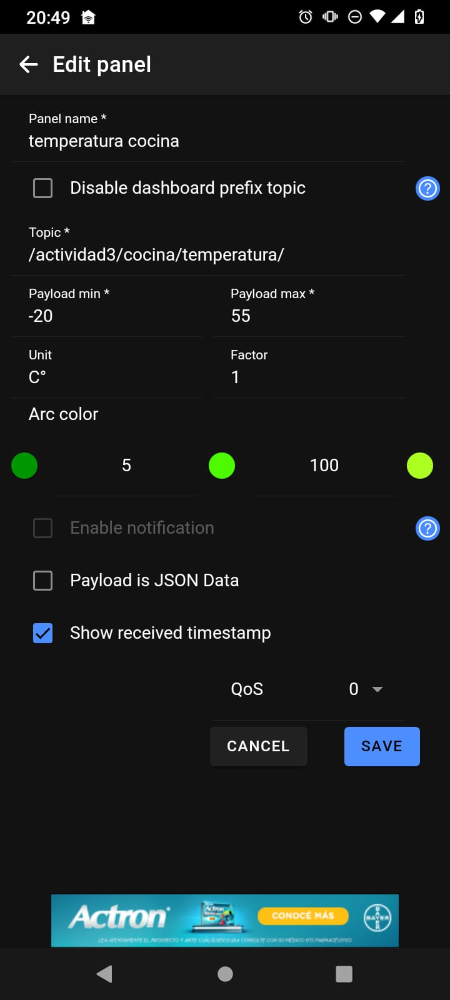 20:49
Edit panel
Panel name *
temperatura cocina
Disable dashboard prefix topic
?
Topic *
/actividad3/cocina/temperatura/
Payload min *
Payload max *
-20
55
Unit
Factor
C°
1
Arc color
5
100
Enable notification
?
Payload is JSON Data
Show received timestamp
QoS
0
CANCEL
SAVE
Actron
Actron
CONOCÉ MÁS
BAYER
LEA ATENTAMENTE EL PROSPECTO Y ANTE CUALQUIER DUDA CONSULTE CON SU MÉDICO Y/O FARMACÉUTICO